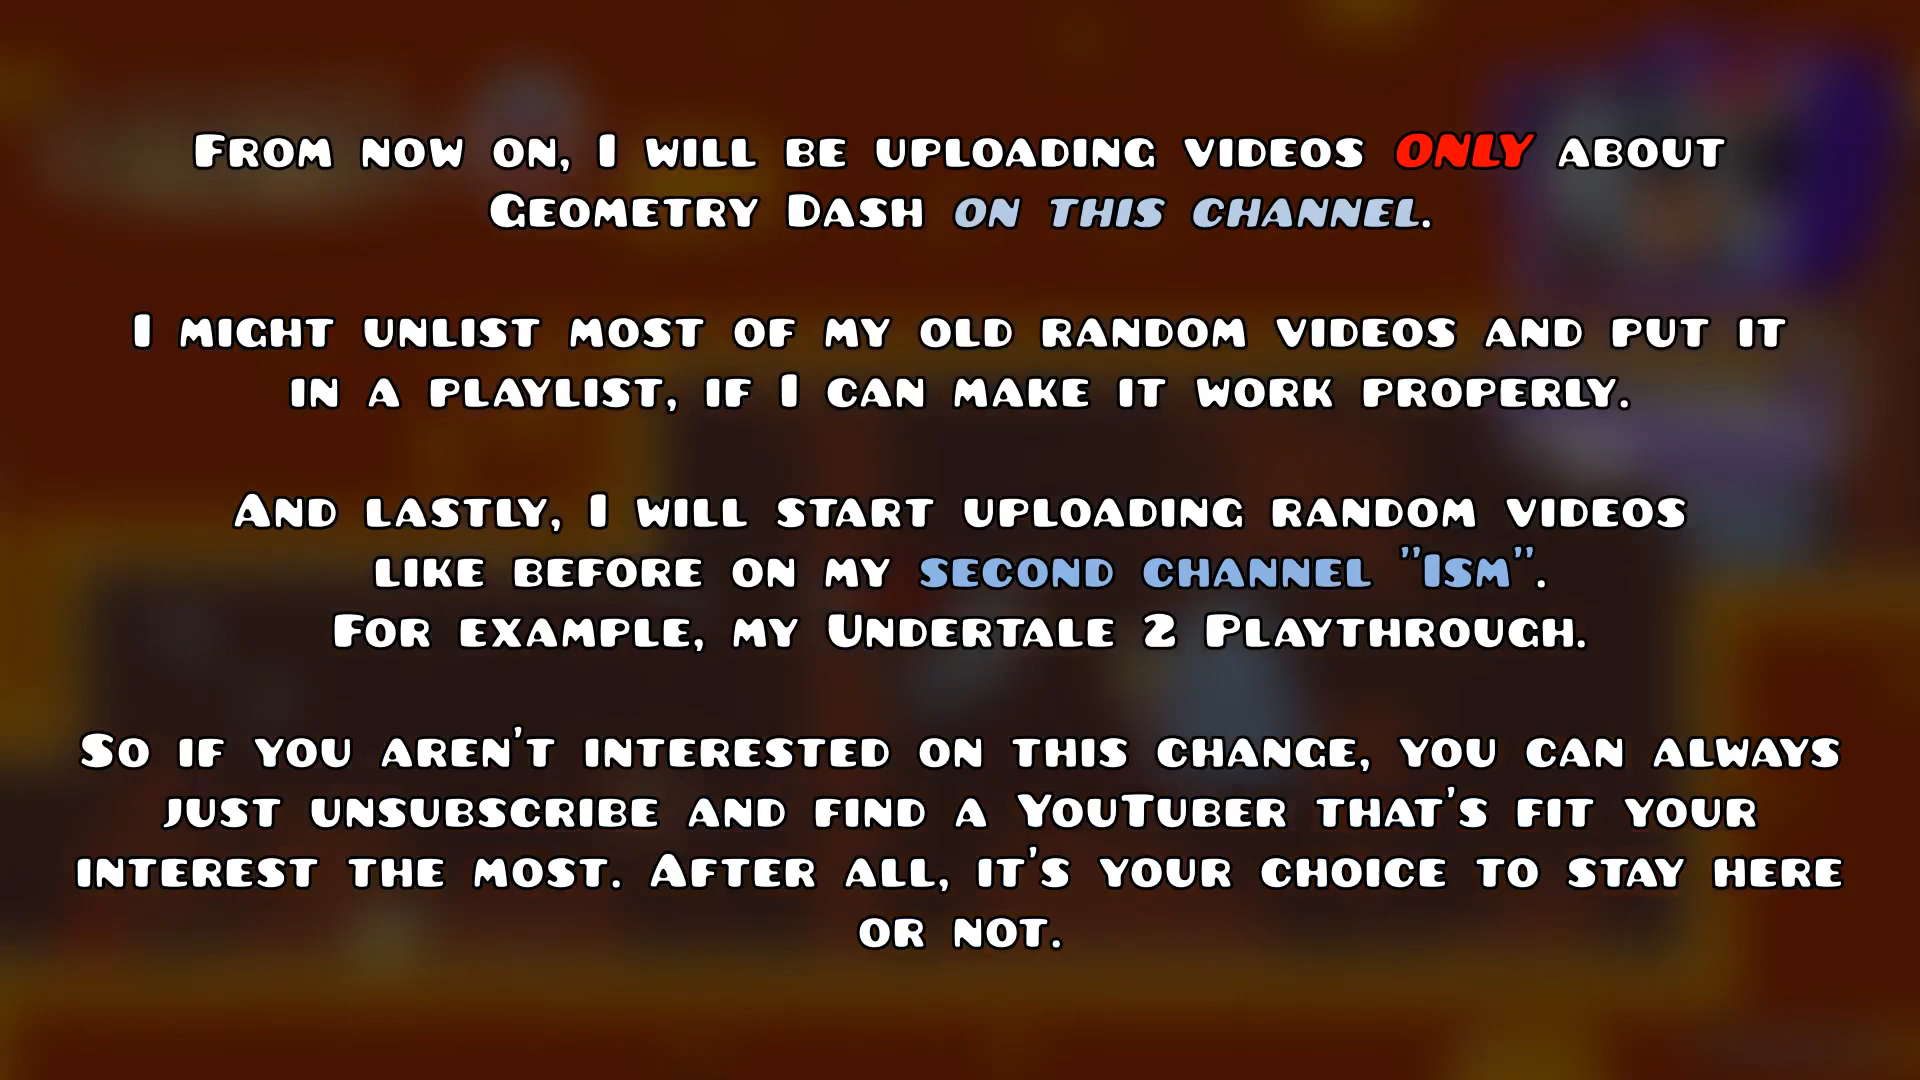 From now on, I will be uploading videos ONLY about
Geometry Dash on this channel.
I might unlist most of my old random videos and put it
in a playlist, if I can make it work properly.
And lastly, I will start uploading random videos
like before on my second channel "Ism".
For example, my Undertale 2 Playthrough.
So if you aren't interested on this change, you can always
just unsubscribe and find a YouTuber that's fit your
interest the most. After all, it's your choice to stay here
or not.